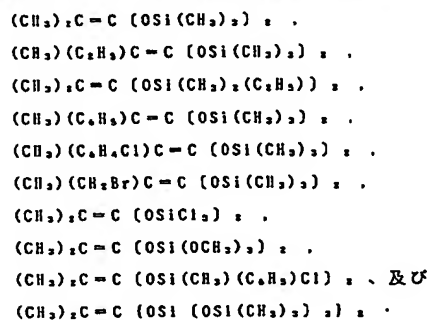 (CH₃)₂C=C〔OSi(CH₃)₃〕₂ ,
(CH₃)(C₂H₅)C=C〔OSi(CH₃)₃〕₂ ,
(CH₃)₂C=C〔OSi(CH₃)₂(C₂H₅)〕₂ ,
(CH₃)(C₆H₅)C=C〔OSi(CH₃)₃〕₂ ,
(CH₃)(C₆H₄Cl)C=C〔OSi(CH₃)₃〕₂ ,
(CH₃)(CH₂Br)C=C〔OSi(CH₃)₃〕₂ ,
(CH₃)₂C=C〔OSiCl₃〕₂ ,
(CH₃)₂C=C〔OSi(OCH₃)₃〕₂ ,
(CH₃)₂C=C〔OSi(CH₃)(C₆H₅)Cl〕₂ 、及び
(CH₃)₂C=C{OSi〔OSi(CH₃)₃〕₃}₂ .